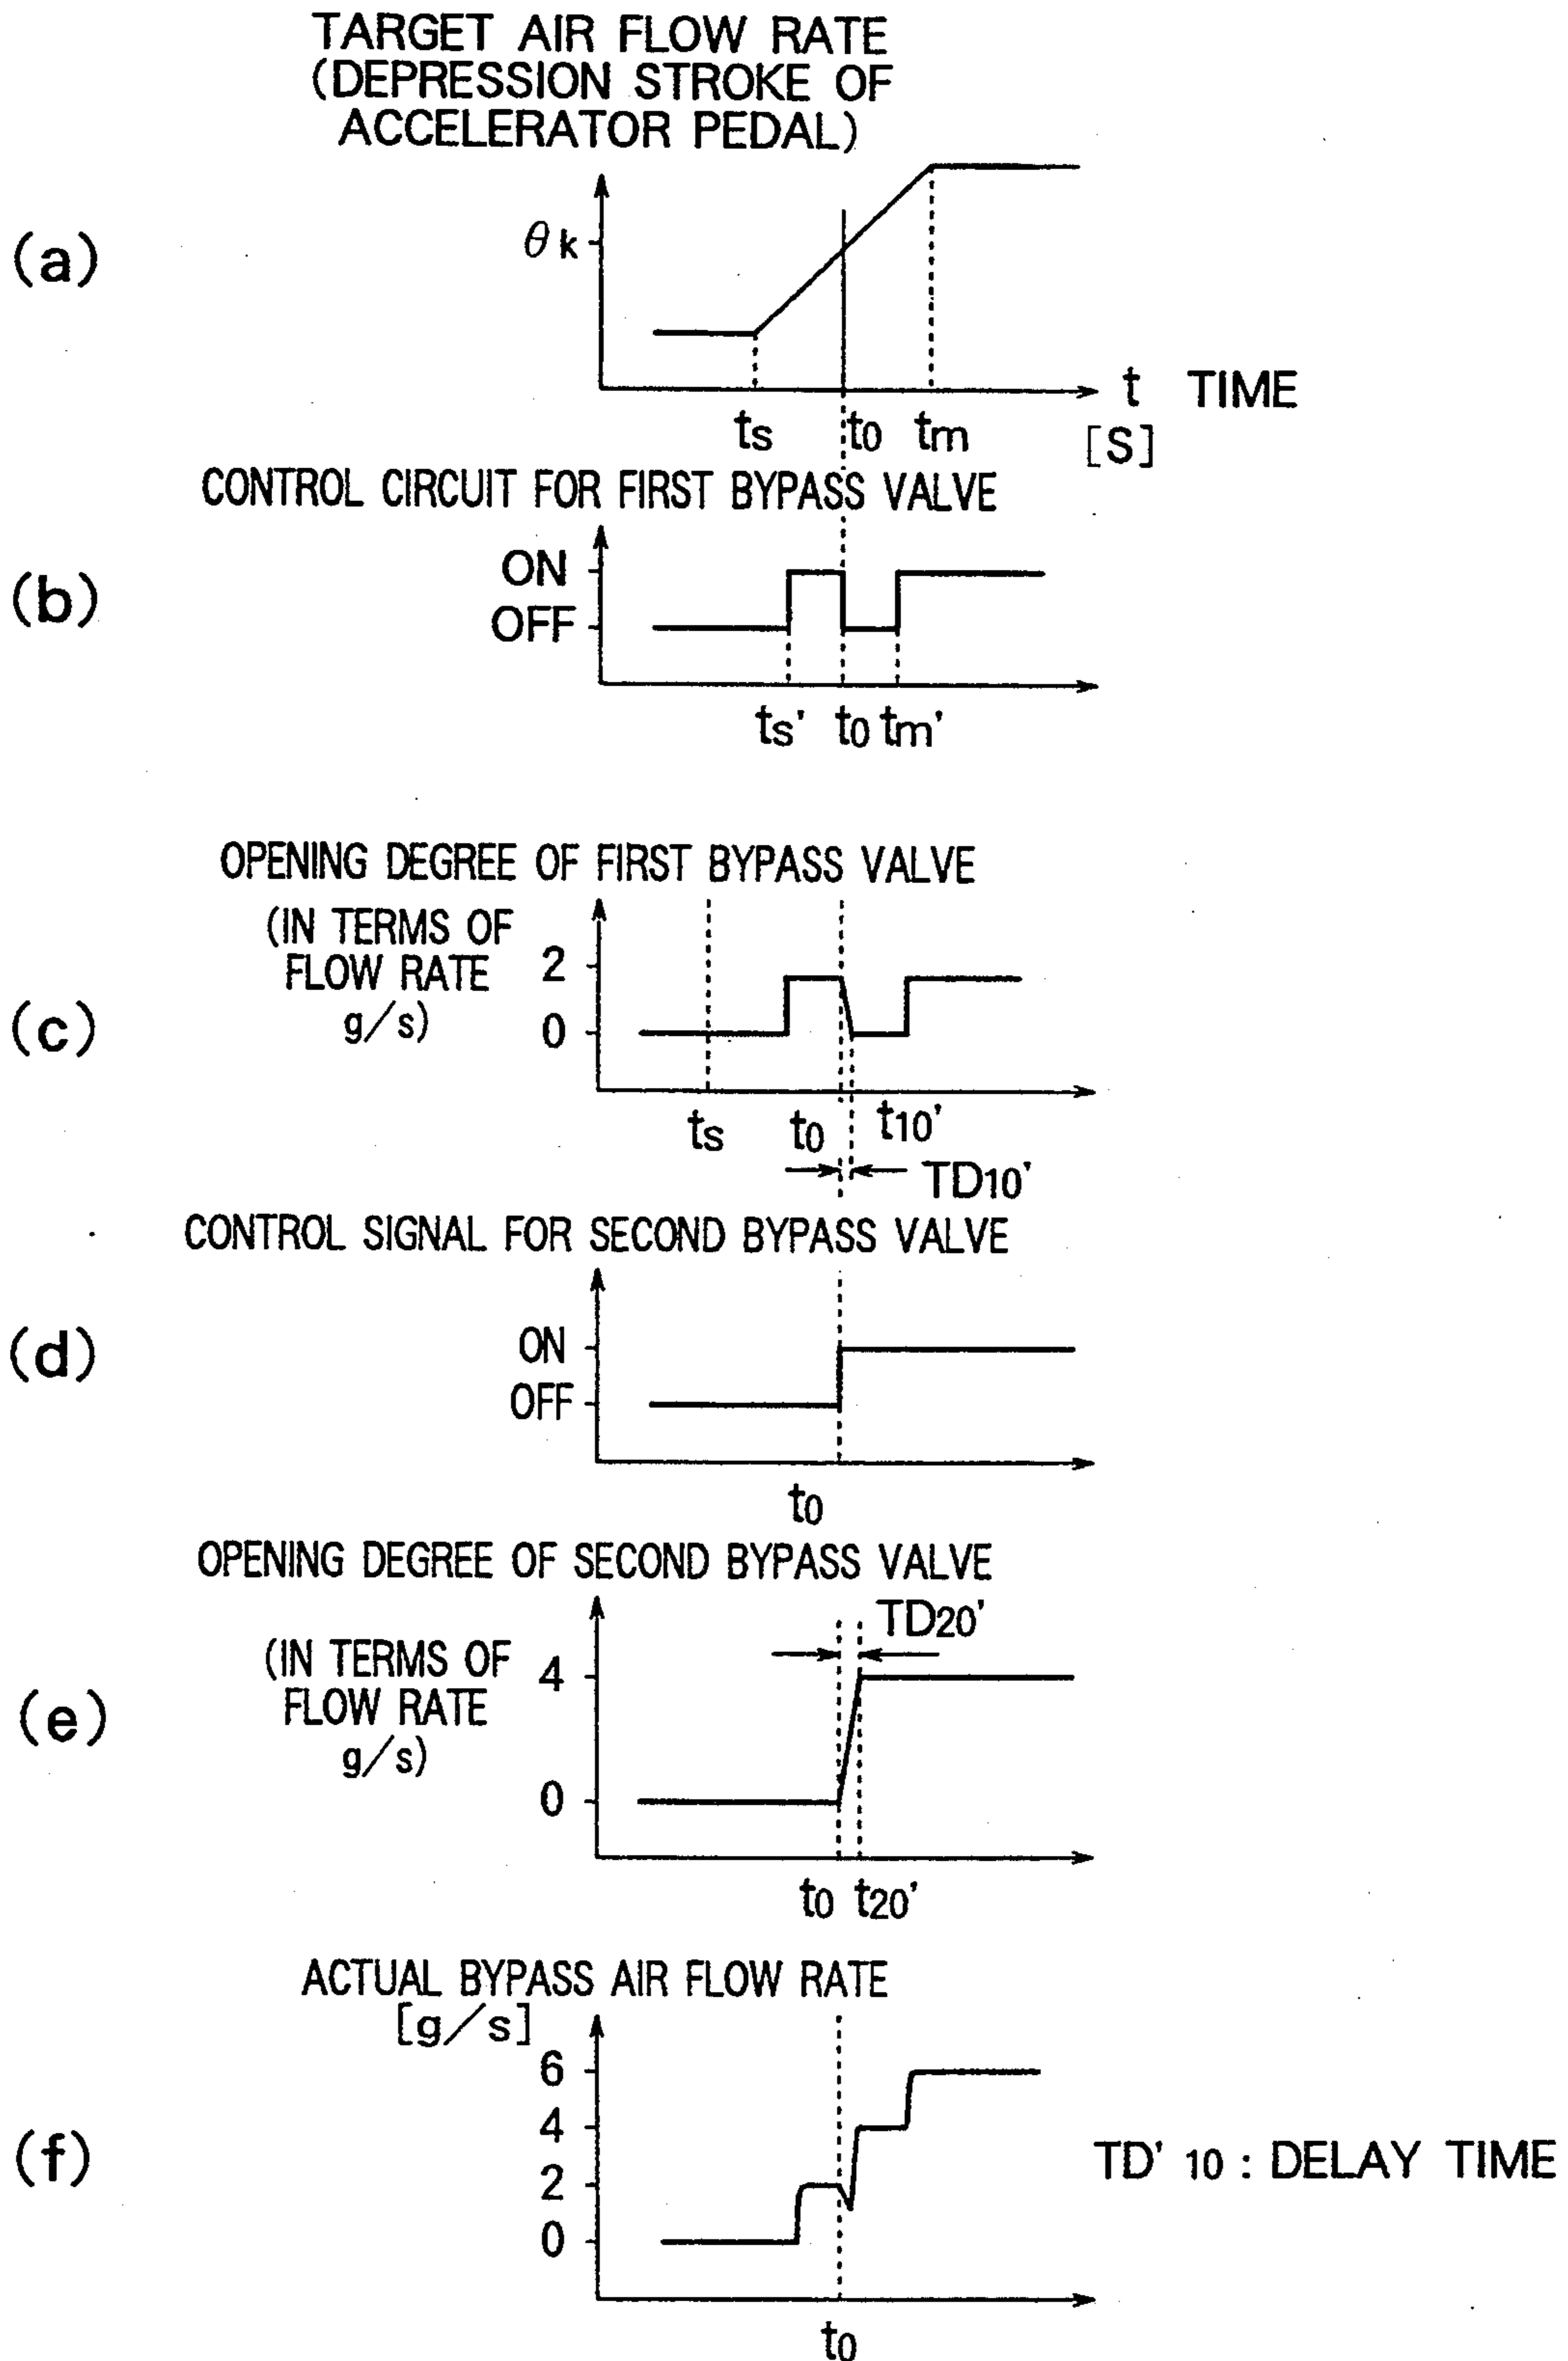 TARGET AIR FLOW RATE
(DEPRESSION STROKE OF
ACCELERATOR PEDAL)
(a)
θk
ts t0 tm
t TIME
[S]
CONTROL CIRCUIT FOR FIRST BYPASS VALVE
(b)
ON
OFF
ts' t0 tm'
OPENING DEGREE OF FIRST BYPASS VALVE
(IN TERMS OF
FLOW RATE
g/s)
(c)
2
0
ts t0 t10'
TD10'
CONTROL SIGNAL FOR SECOND BYPASS VALVE
(d)
ON
OFF
t0
OPENING DEGREE OF SECOND BYPASS VALVE
TD20'
(IN TERMS OF
FLOW RATE
g/s)
(e)
4
0
t0 t20'
ACTUAL BYPASS AIR FLOW RATE
[g/s]
(f)
6
4
2
0
t0
TD' 10 : DELAY TIME